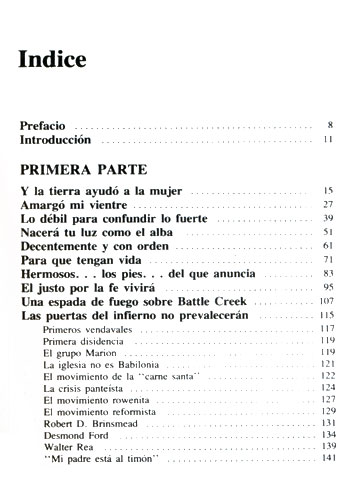 Indice
Prefacio 8
Introducción 11
PRIMERA PARTE
Y la tierra ayudó a la mujer 15
Amargó mi vientre 27
Lo débil para confundir lo fuerte 39
Nacerá tu luz como el alba 51
Decentemente y con orden 61
Para que tengan vida 71
Hermosos. . . los pies. . . del que anuncia 83
El justo por la fe vivirá 95
Una espada de fuego sobre Battle Creek 107
Las puertas del infierno no prevalecerán 115
Primeros vendavales 117
Primera disidencia 119
El grupo Marion 119
La iglesia no es Babilonia 121
El movimiento de la "carne santa" 122
La crisis panteísta 124
El movimiento rowenita 127
El movimiento reformista 129
Robert D. Brinsmead 131
Desmond Ford 134
Walter Rea 139
"Mi padre está al timón" 141